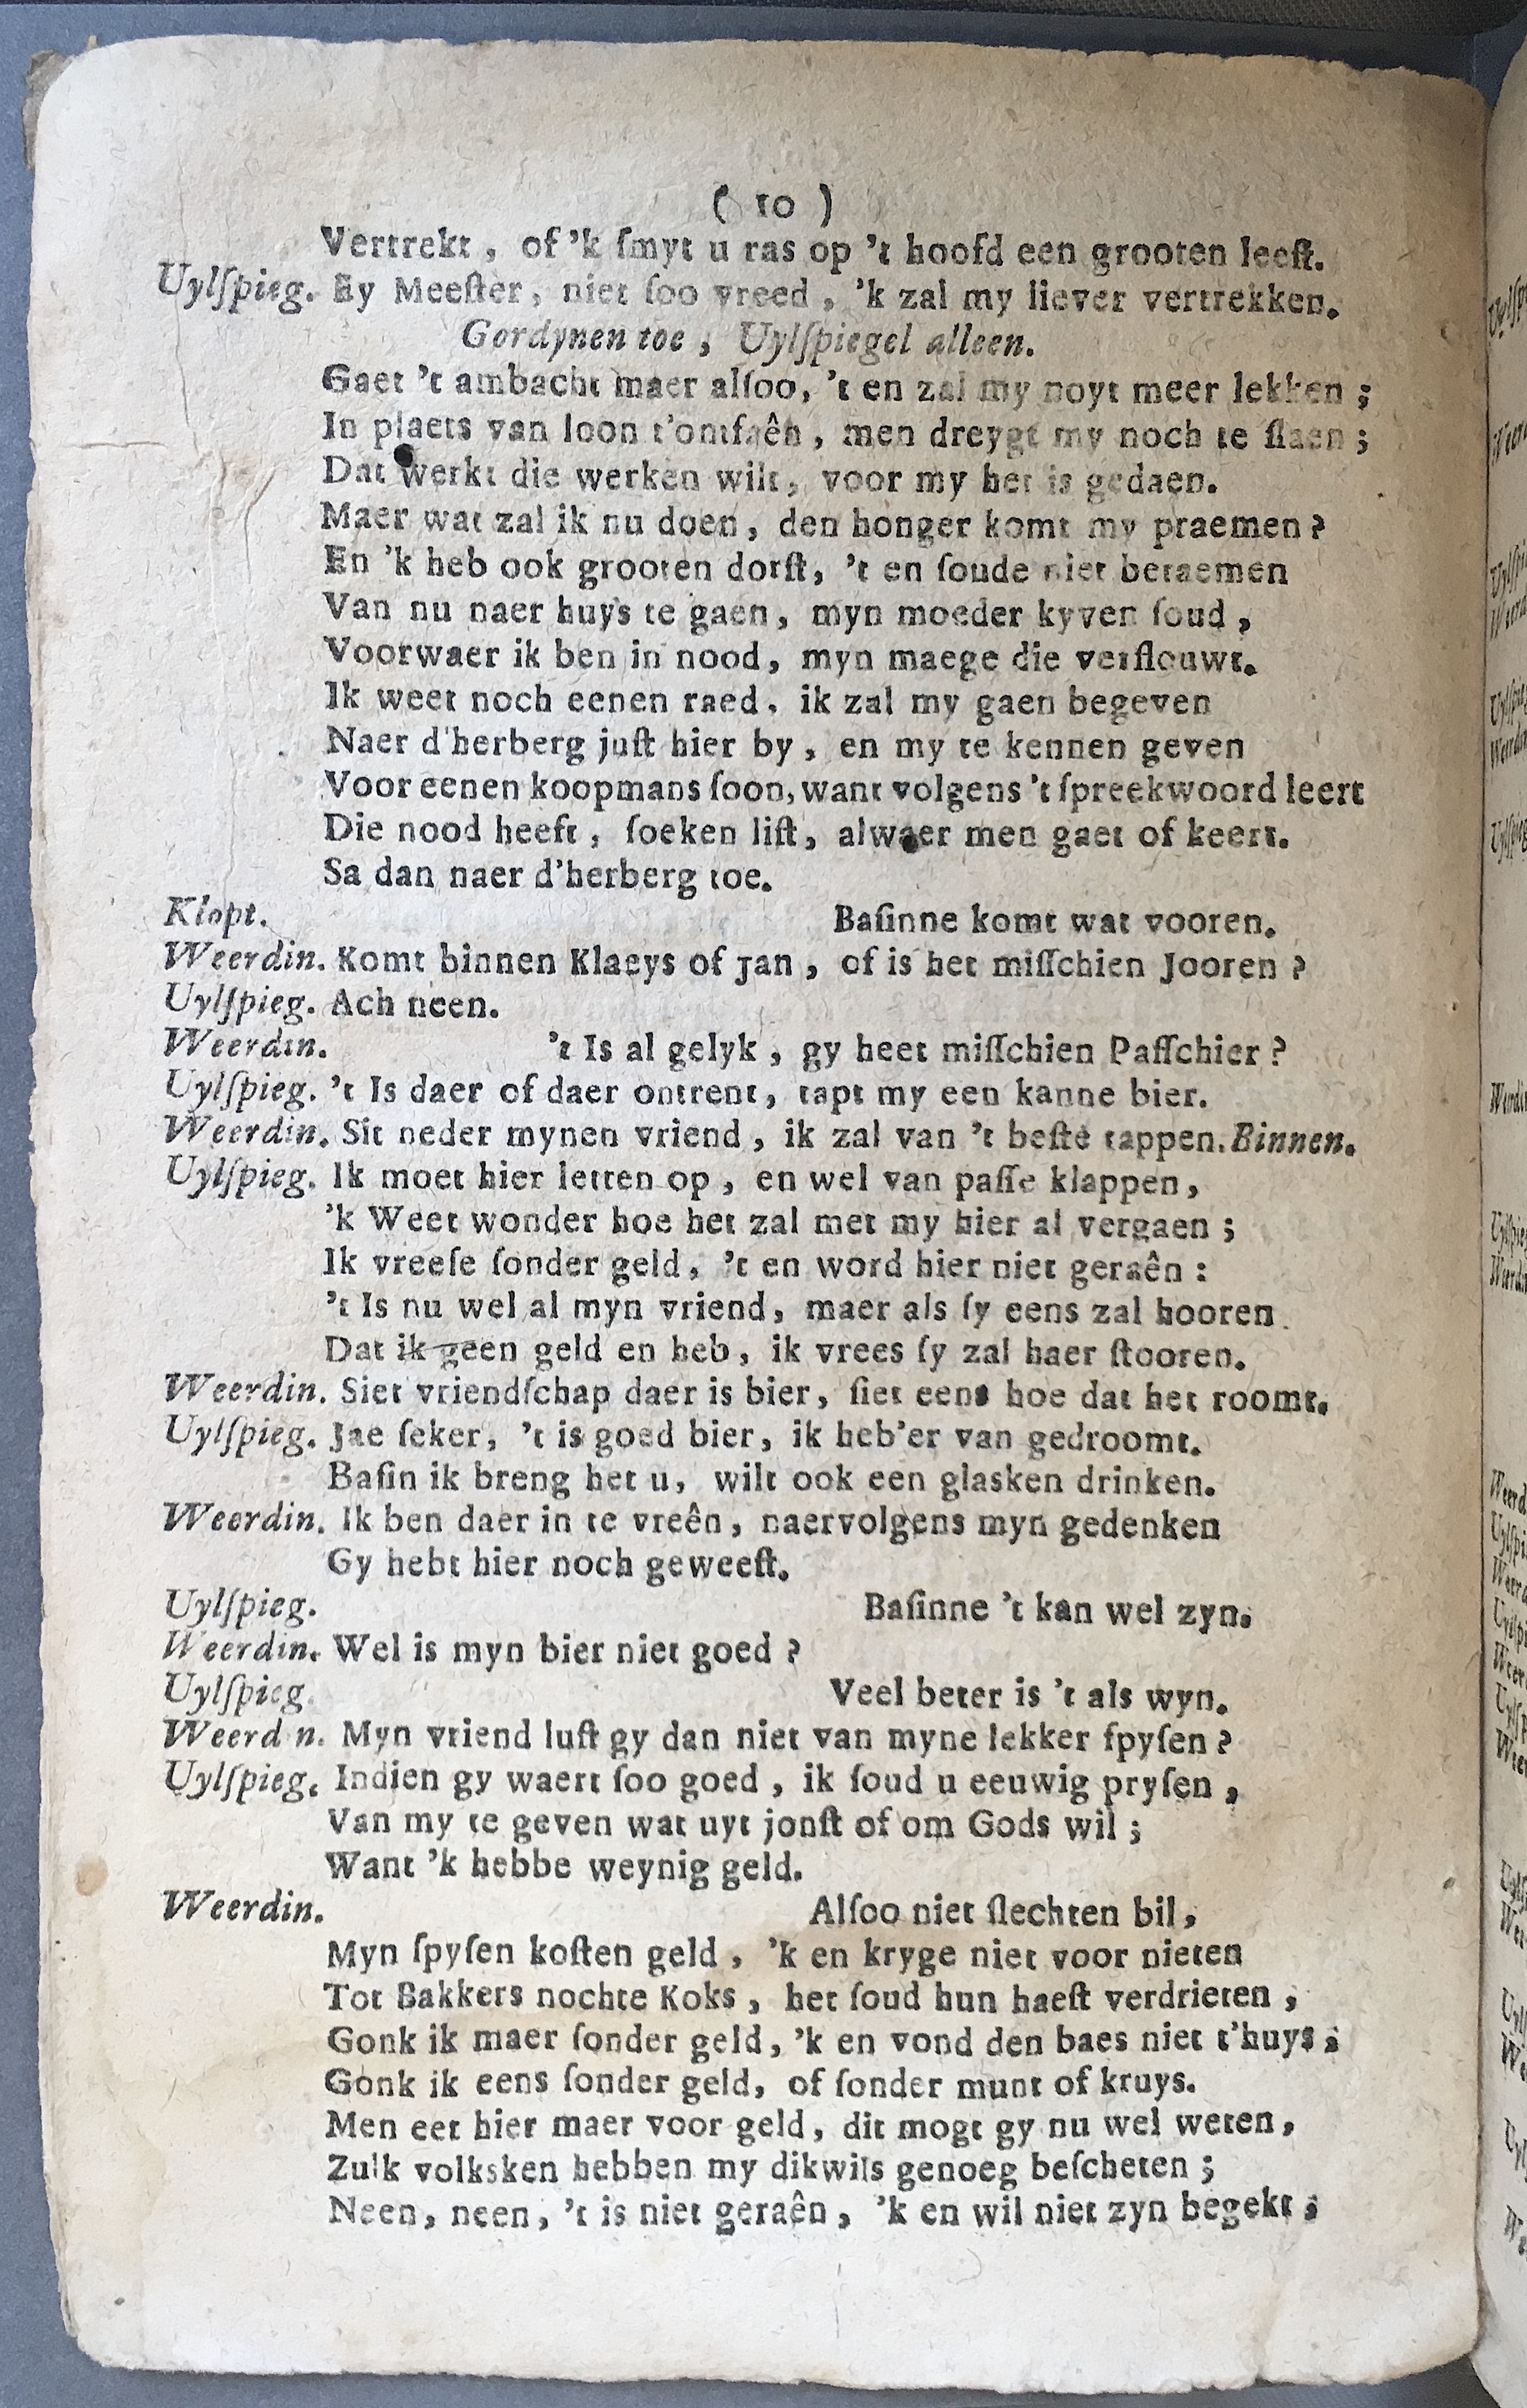 ( 10 )
Vertrekt, of 'k ſmyt u ras op 't hoofd een grooten leeſt.
Uylſpieg. Ey Meeſter, niet ſoo vreed, 'k zal my liever vertrekken.
Gordynen toe, Uylſpiegel alleen.
Gaet 't ambacht maer alſoo, 't en zal my noyt meer lekken;
In plaets van loon t'ontfaên, men dreygt my noch te ſlaen;
Dat werkt die werken wilt, voor my het is gedaen.
Maer wat zal ik nu doen, den honger komt my praemen?
En 'k heb ook grooten dorſt, 't en ſoude niet betaemen
Van nu naer huys te gaen, myn moeder kyven ſoud,
Voorwaer ik ben in nood, myn maege die verflouwt.
Ik weet noch eenen raed, ik zal my gaen begeven
Naer d'herberg juſt hier by, en my te kennen geven
Voor eenen koopmans ſoon, want volgens 't ſpreekwoord leert
Die nood heeft, ſoeken liſt, alwaer men gaet of keert.
Sa dan naer d'herberg toe.
Klopt. Baſinne komt wat vooren.
Weerdin. Komt binnen Klaeys of Jan, of is het miſſchien Jooren?
Uylſpieg. Ach neen.
Weerdin. 't Is al gelyk, gy heet miſſchien Paſſchier?
Uylſpieg. 't Is daer of daer ontrent, tapt my een kanne bier.
Weerdin. Sit neder mynen vriend, ik zal van 't beſte tappen. Binnen.
Uylſpieg. Ik moet hier letten op, en wel van paſſe klappen,
'k Weet wonder hoe het zal met my hier al vergaen;
Ik vreeſe ſonder geld, 't en word hier niet geraên:
't Is nu wel al myn vriend, maer als ſy eens zal hooren
Dat ik geen geld en heb, ik vrees ſy zal haer ſtooren.
Weerdin. Siet vriendſchap daer is bier, ſiet eens hoe dat het roomt.
Uylſpieg. Jae ſeker, 't is goed bier, ik heb'er van gedroomt.
Baſin ik breng het u, wilt ook een glasken drinken.
Weerdin. Ik ben daer in te vreên, naervolgens myn gedenken
Gy hebt hier noch geweeſt.
Uylſpieg. Baſinne 't kan wel zyn.
Weerdin. Wel is myn bier niet goed?
Uylſpieg. Veel beter is 't als wyn.
Weerd n. Myn vriend luſt gy dan niet van myne lekker ſpyſen?
Uylſpieg. Indien gy waert ſoo goed, ik ſoud u eeuwig pryſen,
Van my te geven wat uyt jonſt of om Gods wil;
Want 'k hebbe weynig geld.
Weerdin. Alſoo niet ſlechten bil,
Myn ſpyſen koſten geld, 'k en kryge niet voor nieten
Tot Bakkers nochte Koks, het ſoud hun haeſt verdrieten,
Gonk ik maer ſonder geld, 'k en vond den baes niet t'huys;
Gonk ik eens ſonder geld, of ſonder munt of kruys.
Men eet hier maer voor geld, dit mogt gy nu wel weten,
Zulk volksken hebben my dikwils genoeg beſcheten;
Neen, neen, 't is niet geraên, 'k en wil niet zyn begekt;